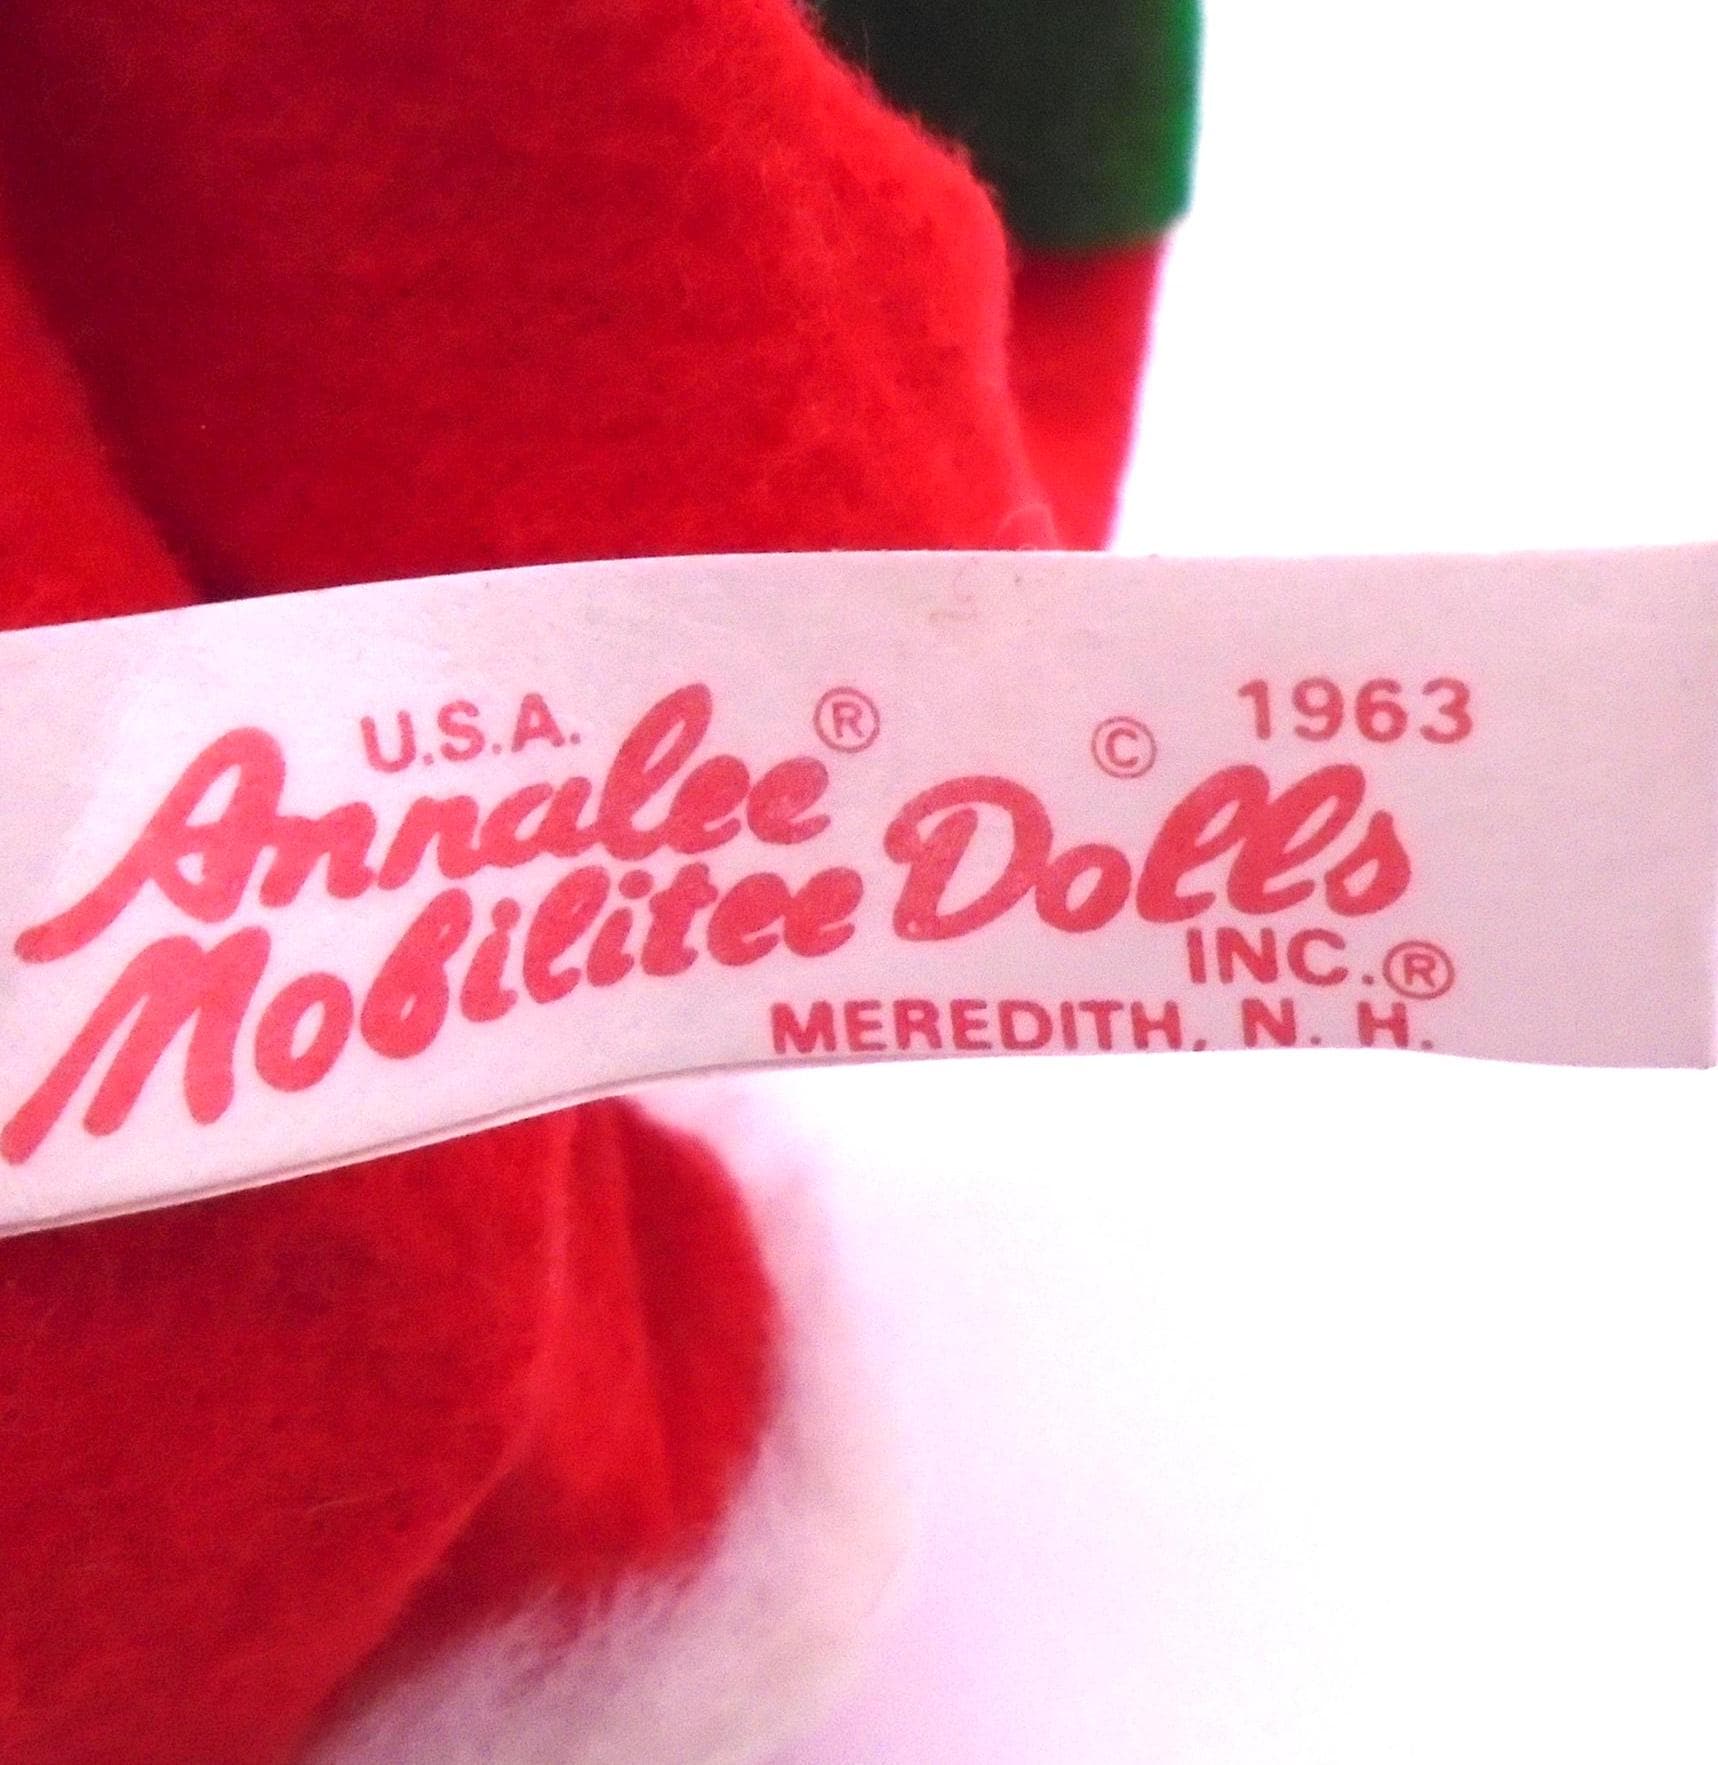 U.S.A. © 1963
Annalee®
Mobilitee Dolls
INC.®
MEREDITH, N. H.